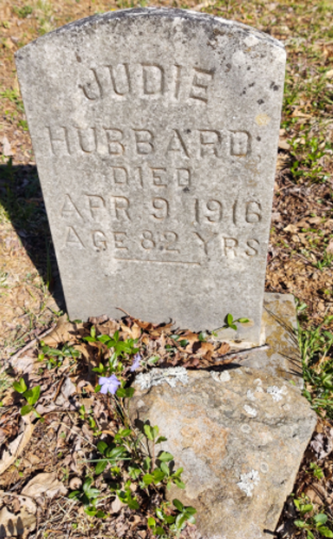 JUDIE
HUBBARD
DIED
APR 9 1916
AGE 82 YRS